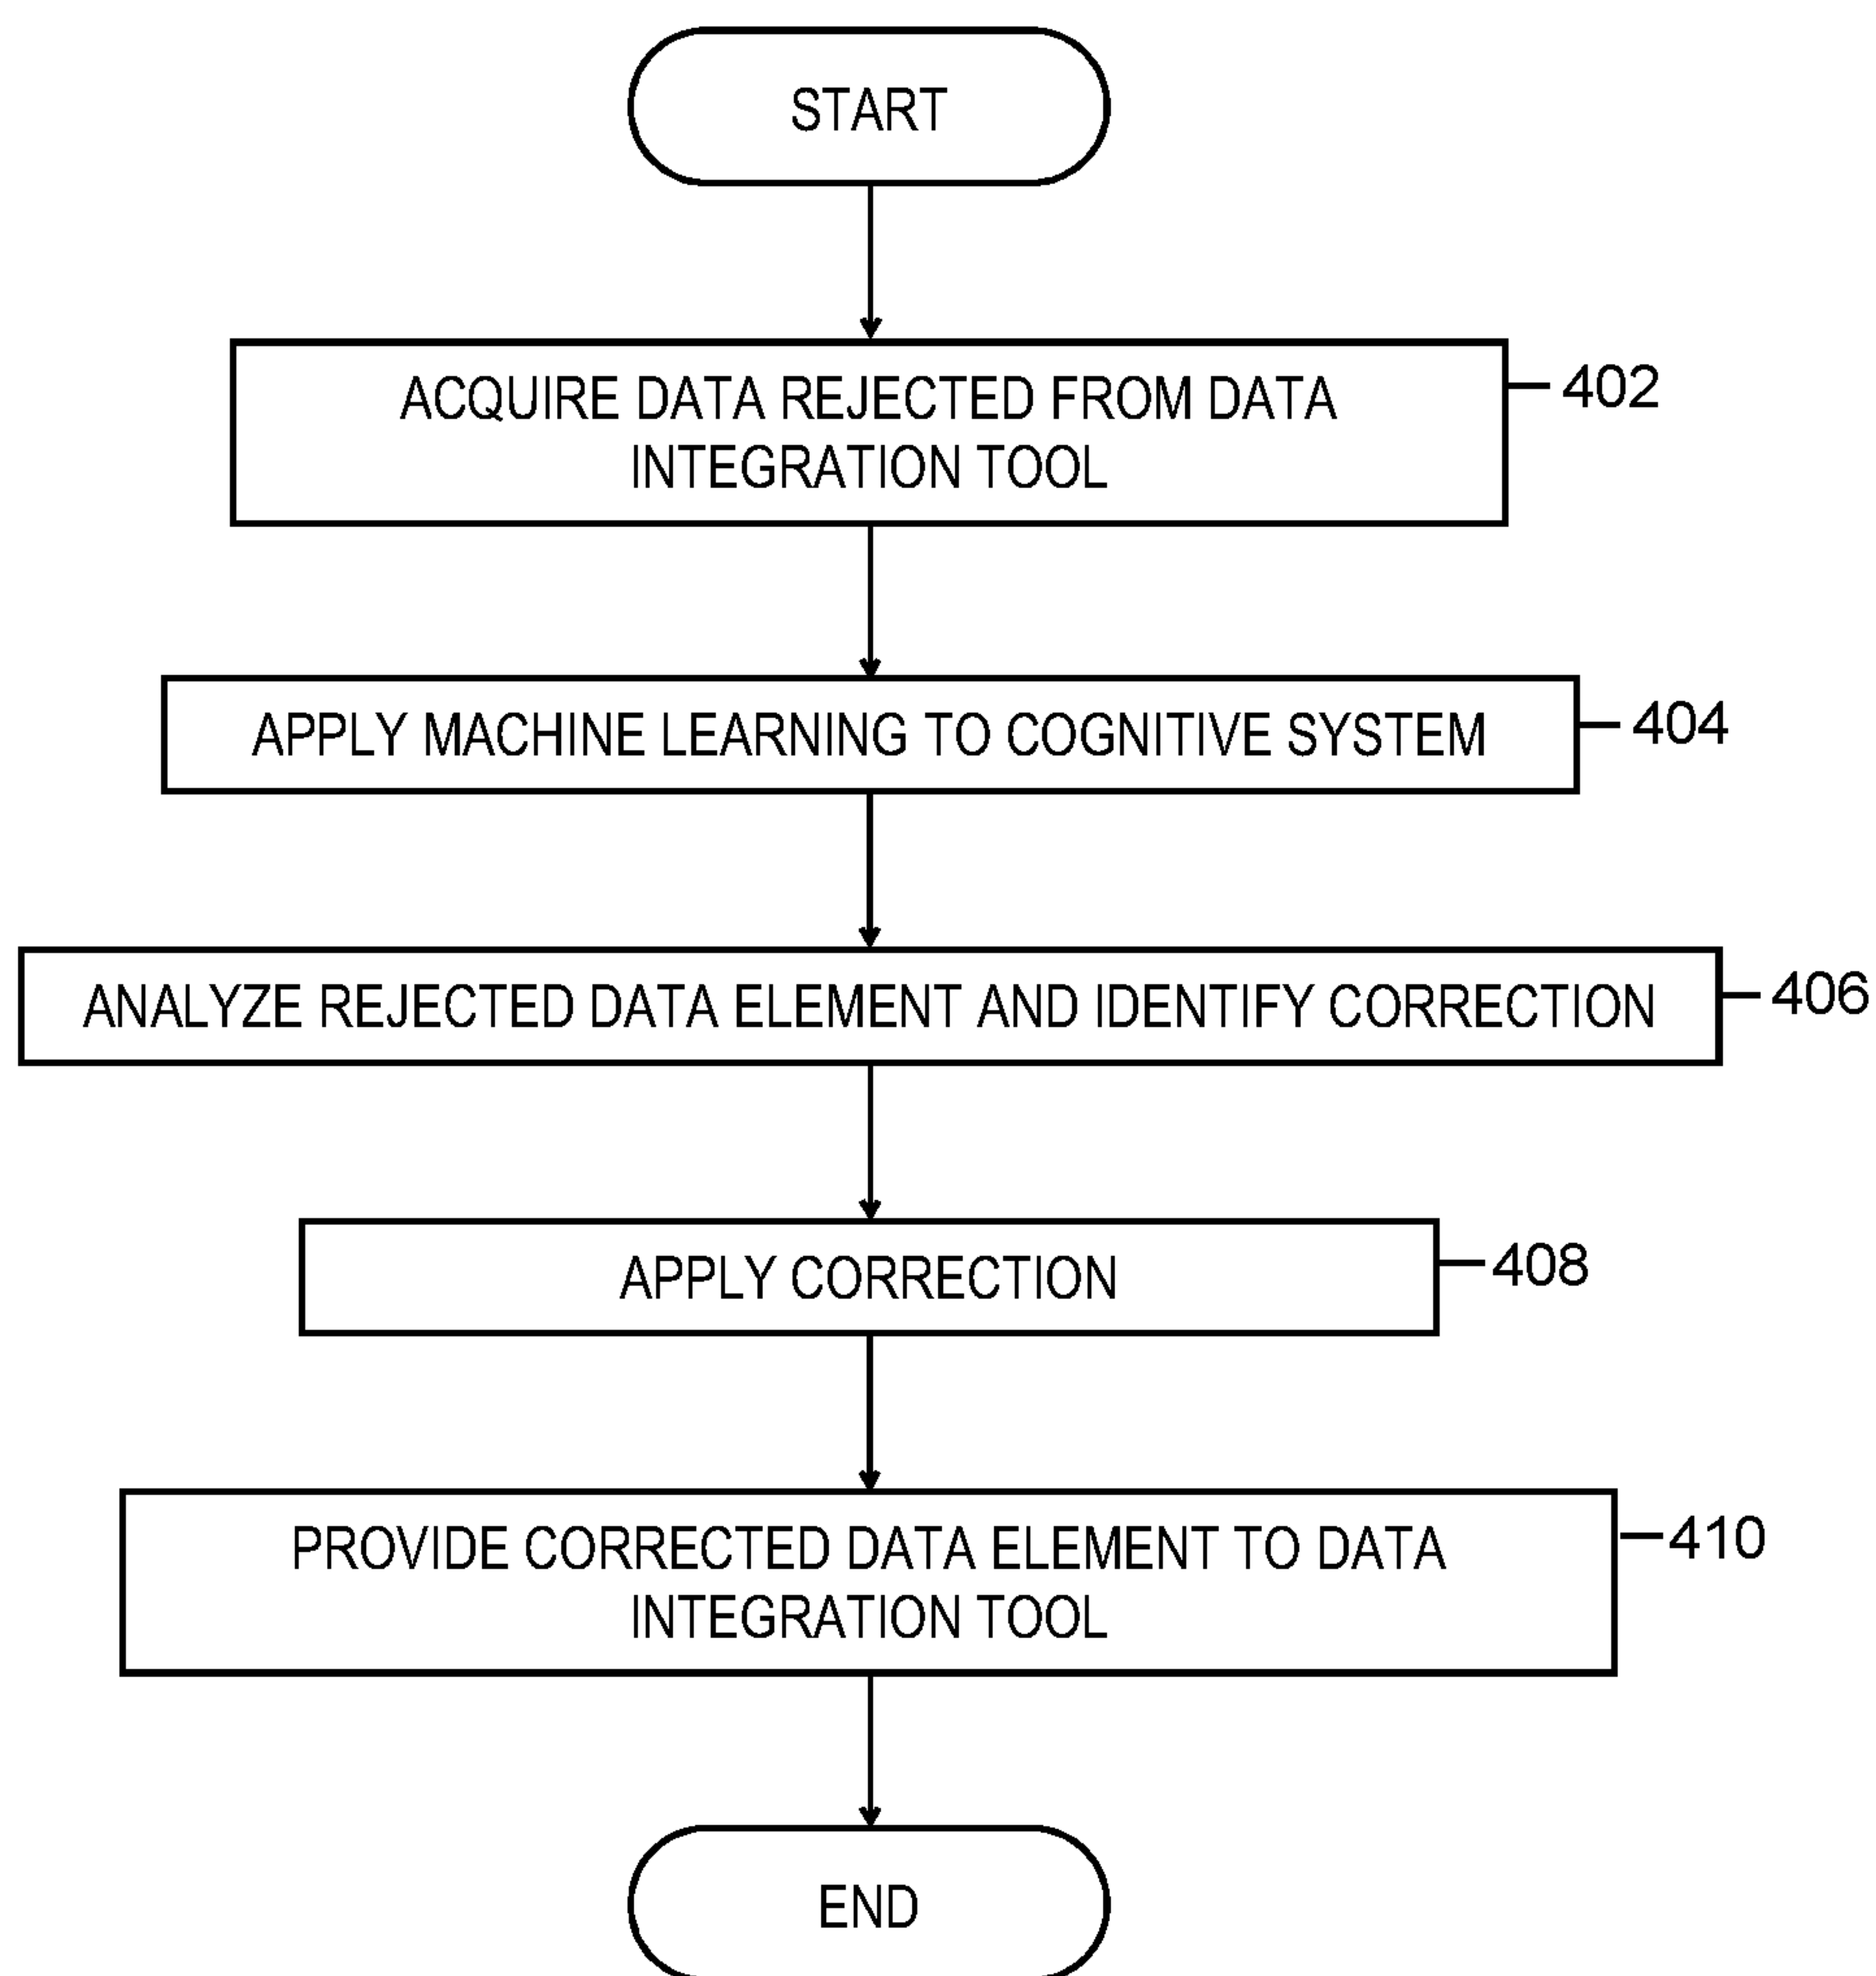 START
ACQUIRE DATA REJECTED FROM DATA
INTEGRATION TOOL
402
APPLY MACHINE LEARNING TO COGNITIVE SYSTEM
404
ANALYZE REJECTED DATA ELEMENT AND IDENTIFY CORRECTION
406
APPLY CORRECTION
408
PROVIDE CORRECTED DATA ELEMENT TO DATA
INTEGRATION TOOL
410
END